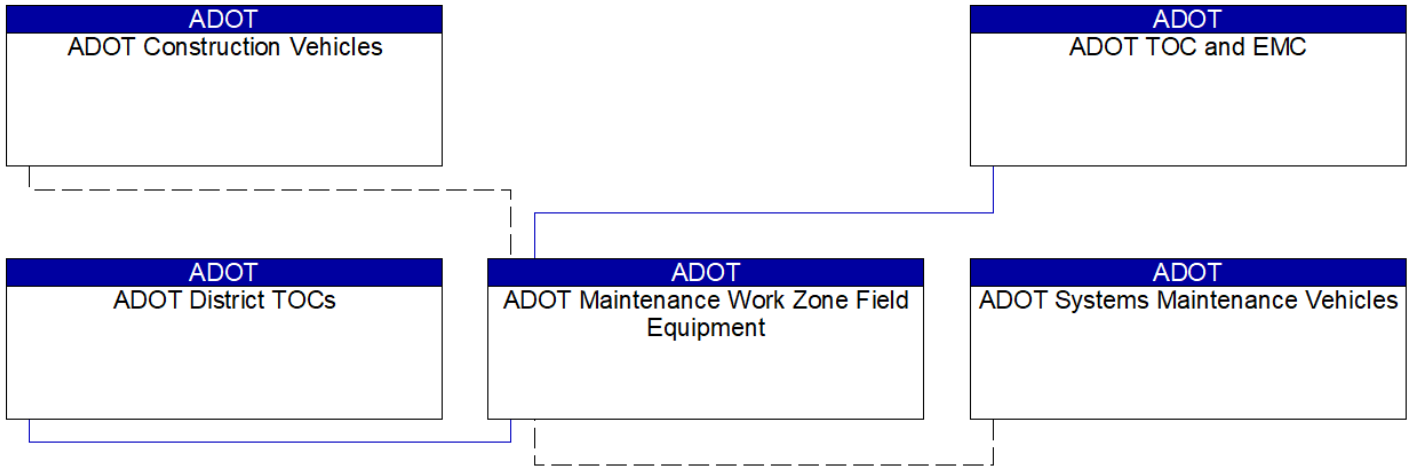 ADOT
ADOT Construction Vehicles
ADOT
ADOT TOC and EMC
ADOT
ADOT District TOCs
ADOT
ADOT Maintenance Work Zone Field
Equipment
ADOT
ADOT Systems Maintenance Vehicles